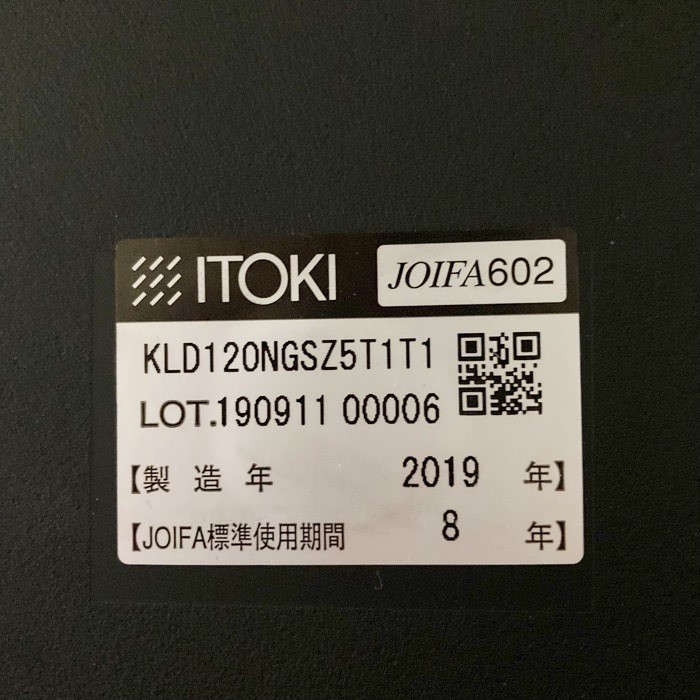 ITOKI JOIFA602
KLD120NGSZ5T1T1
LOT.190911 00006
【製造年 2019 年】
【JOIFA標準使用期間 8 年】